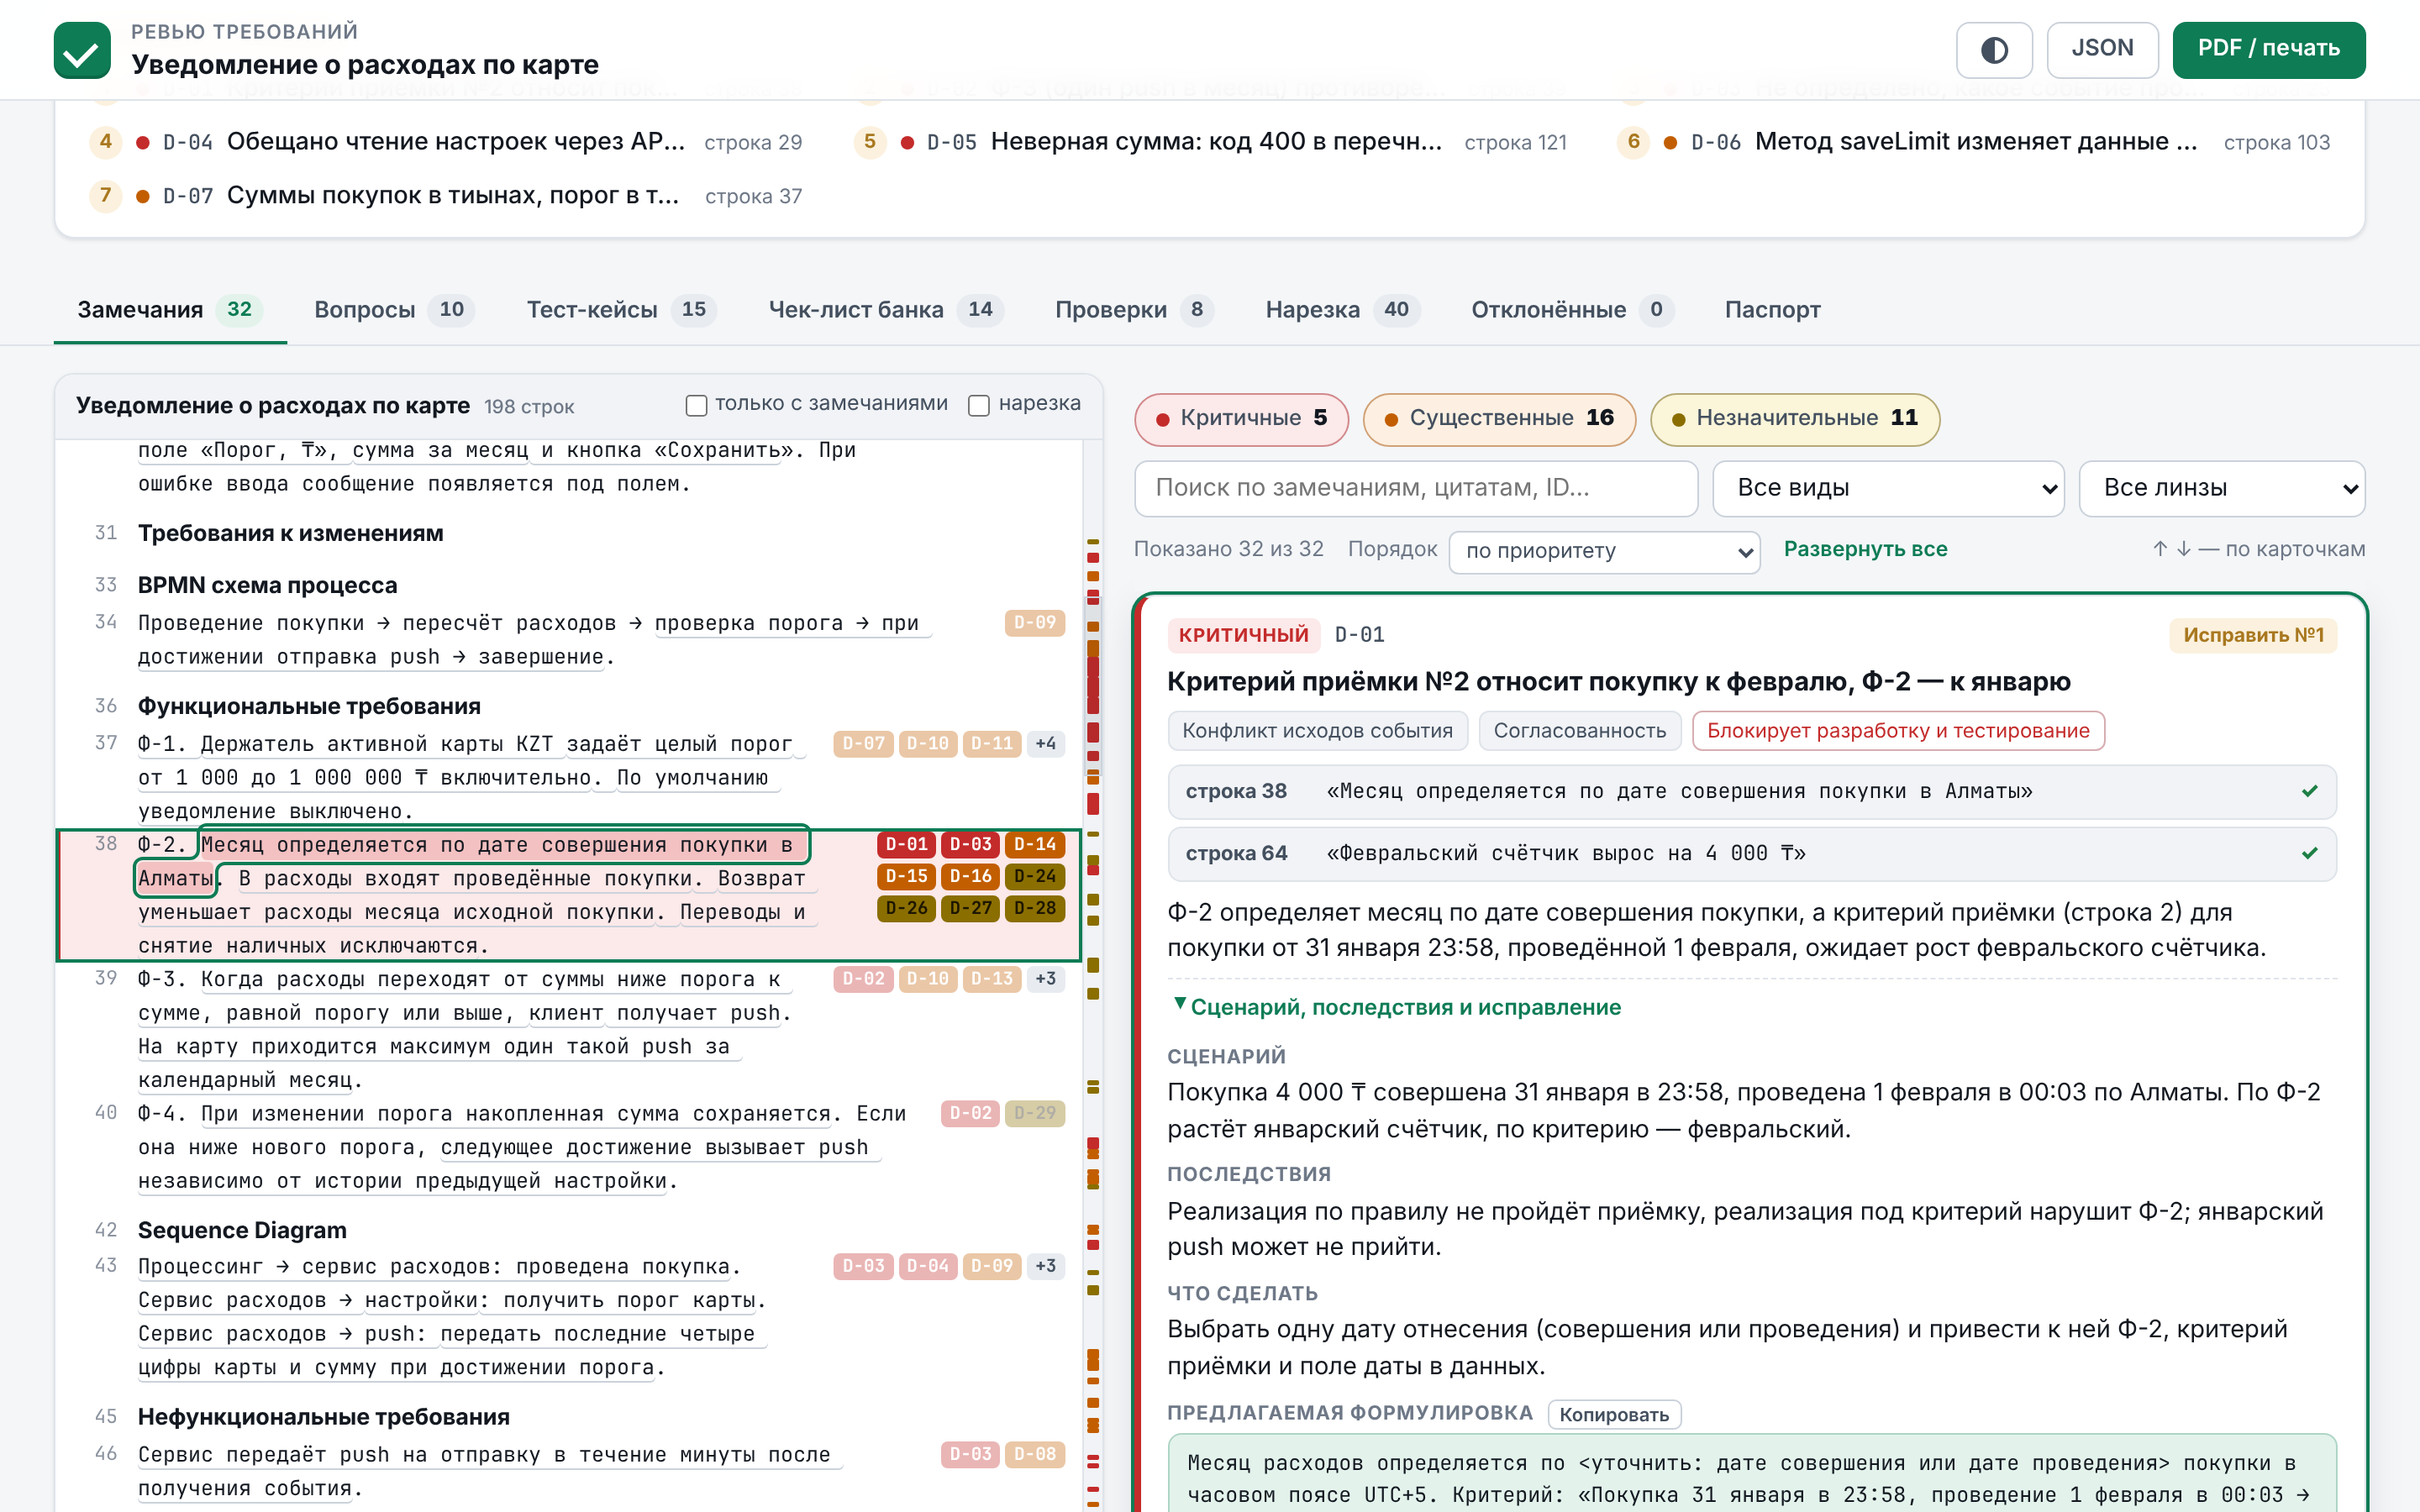 РЕВЬЮ ТРЕБОВАНИЙ
Уведомление о расходах по карте
JSON
PDF / печать
4 D-04 Обещано чтение настроек через AP... строка 29
5 D-05 Неверная сумма: код 400 в перечн... строка 121
6 D-06 Метод saveLimit изменяет данные ... строка 103
7 D-07 Суммы покупок в тиынах, порог в т... строка 37
Замечания 32
Вопросы 10
Тест-кейсы 15
Чек-лист банка 14
Проверки 8
Нарезка 40
Отклонённые 0
Паспорт
Уведомление о расходах по карте 198 строк
только с замечаниями
нарезка
поле «Порог, ₸», сумма за месяц и кнопка «Сохранить». При
ошибке ввода сообщение появляется под полем.
31 Требования к изменениям
33 BPMN схема процесса
34 Проведение покупки → пересчёт расходов → проверка порога → при D-09
достижении отправка push → завершение.
36 Функциональные требования
37 Ф-1. Держатель активной карты KZT задаёт целый порог D-07 D-10 D-11 +4
от 1 000 до 1 000 000 ₸ включительно. По умолчанию
уведомление выключено.
38 Ф-2. Месяц определяется по дате совершения покупки в D-01 D-03 D-14
Алматы. В расходы входят проведённые покупки. Возврат D-15 D-16 D-24
уменьшает расходы месяца исходной покупки. Переводы и D-26 D-27 D-28
снятие наличных исключаются.
39 Ф-3. Когда расходы переходят от суммы ниже порога к D-02 D-10 D-13 +3
сумме, равной порогу или выше, клиент получает push.
На карту приходится максимум один такой push за
календарный месяц.
40 Ф-4. При изменении порога накопленная сумма сохраняется. Если D-02 D-29
она ниже нового порога, следующее достижение вызывает push
независимо от истории предыдущей настройки.
42 Sequence Diagram
43 Процессинг → сервис расходов: проведена покупка. D-03 D-04 D-09 +3
Сервис расходов → настройки: получить порог карты.
Сервис расходов → push: передать последние четыре
цифры карты и сумму при достижении порога.
45 Нефункциональные требования
46 Сервис передаёт push на отправку в течение минуты после D-03 D-08
получения события.
Критичные 5
Существенные 16
Незначительные 11
Поиск по замечаниям, цитатам, ID...
Все виды
Все линзы
Показано 32 из 32
Порядок
по приоритету
Развернуть все
↑ ↓ — по карточкам
КРИТИЧНЫЙ D-01
Исправить №1
Критерий приёмки №2 относит покупку к февралю, Ф-2 — к январю
Конфликт исходов события
Согласованность
Блокирует разработку и тестирование
строка 38 «Месяц определяется по дате совершения покупки в Алматы»
строка 64 «Февральский счётчик вырос на 4 000 ₸»
Ф-2 определяет месяц по дате совершения покупки, а критерий приёмки (строка 2) для
покупки от 31 января 23:58, проведённой 1 февраля, ожидает рост февральского счётчика.
Сценарий, последствия и исправление
СЦЕНАРИЙ
Покупка 4 000 ₸ совершена 31 января в 23:58, проведена 1 февраля в 00:03 по Алматы. По Ф-2
растёт январский счётчик, по критерию — февральский.
ПОСЛЕДСТВИЯ
Реализация по правилу не пройдёт приёмку, реализация под критерий нарушит Ф-2; январский
push может не прийти.
ЧТО СДЕЛАТЬ
Выбрать одну дату отнесения (совершения или проведения) и привести к ней Ф-2, критерий
приёмки и поле даты в данных.
ПРЕДЛАГАЕМАЯ ФОРМУЛИРОВКА
Копировать
Месяц расходов определяется по <уточнить: дате совершения или дате проведения> покупки в
часовом поясе UTC+5. Критерий: «Покупка 31 января в 23:58, проведение 1 февраля в 00:03 →